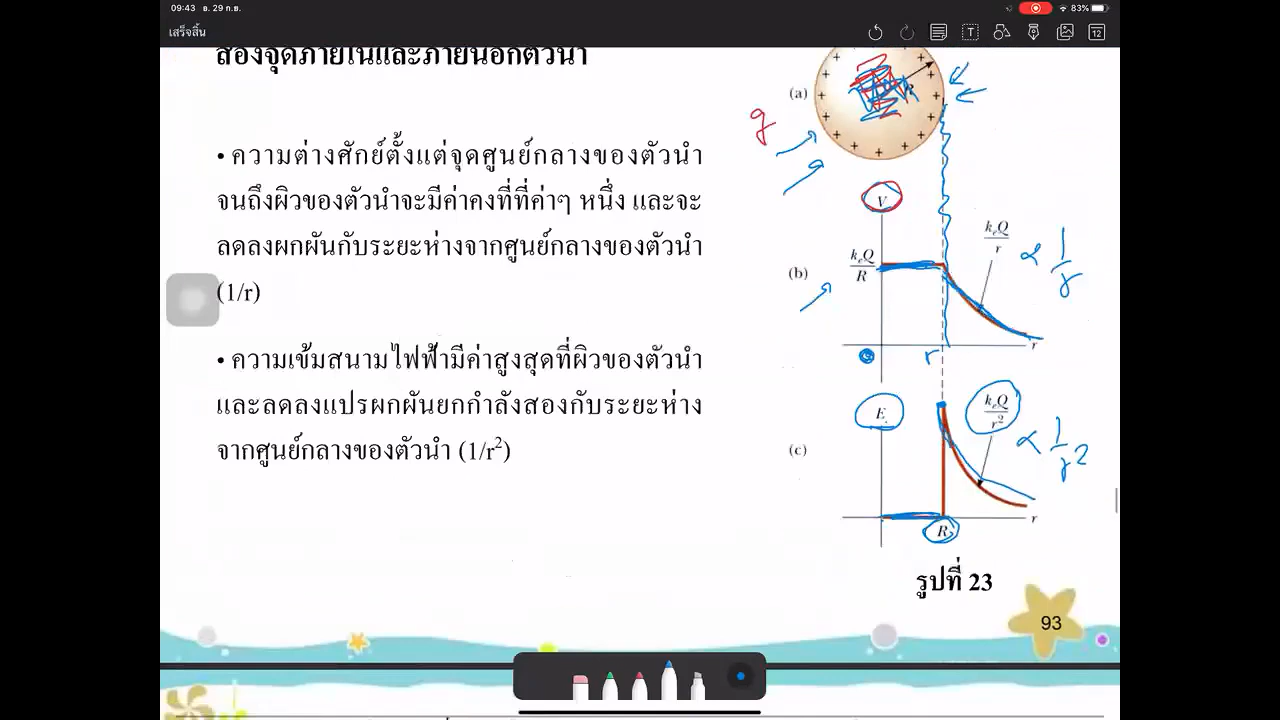 09:43 อ. 29 ก.ย.
83%
เสร็จสิ้น
T
12
สองจุดภายในและภายนอกตัวนำ
• ความต่างศักย์ตั้งแต่จุดศูนย์กลางของตัวนำ
จนถึงผิวของตัวนำจะมีค่าคงที่ที่ค่าๆ หนึ่ง และจะ
ลดลงผกผันกับระยะห่างจากศูนย์กลางของตัวนำ
(1/r)
• ความเข้มสนามไฟฟ้ามีค่าสูงสุดที่ผิวของตัวนำ
และลดลงแปรผกผันยกกำลังสองกับระยะห่าง
จากศูนย์กลางของตัวนำ (1/r²)
(a)
V
kₑQ/R
kₑQ/r
∝ 1/r
(b)
r
r
E
kₑQ/r²
∝ 1/r²
(c)
R
r
รูปที่ 23
93